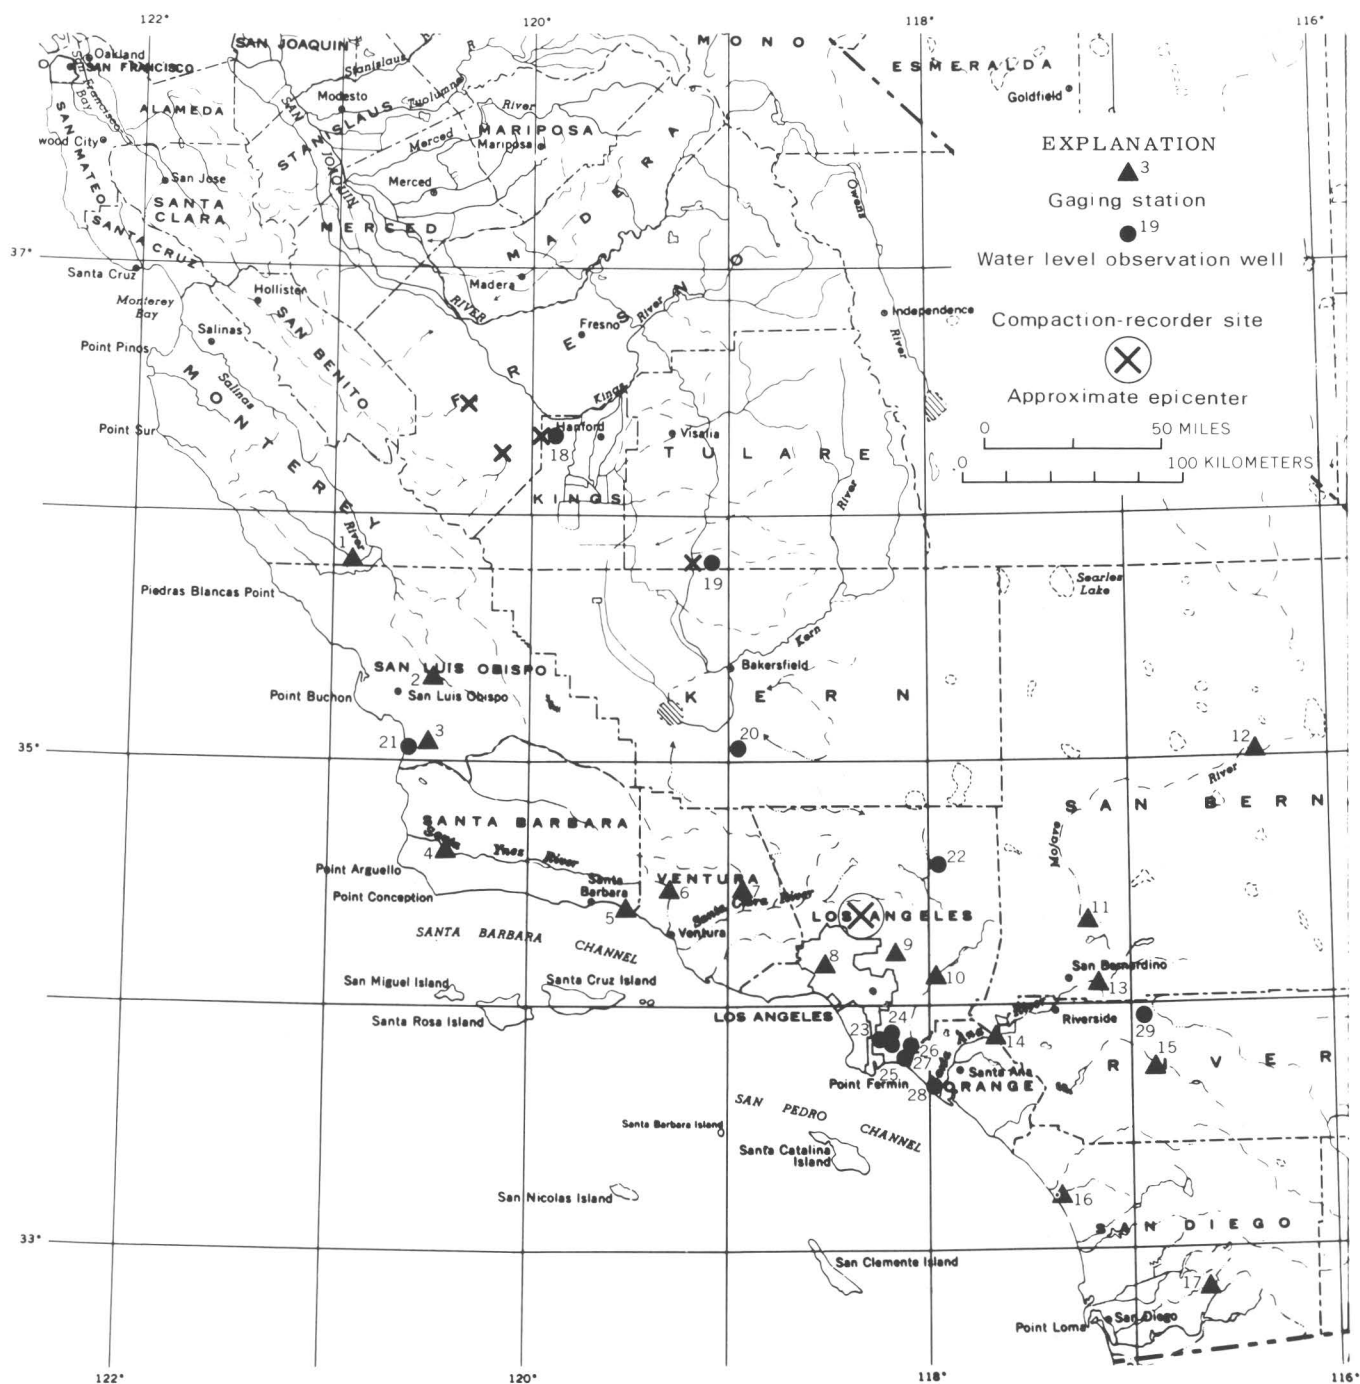 122°
120°
118°
116°
Oakland
SAN FRANCISCO
San Francisco Bay
SAN JOAQUIN
Stanislaus R
MONO
ESMERALDA
Goldfield
ALAMEDA
Modesto
STANISLAUS
Tuolumne
River
MARIPOSA
Mariposa
Merced
SAN JOAQUIN
wood City
SAN MATEO
San Jose
SANTA
CLARA
Merced
MERCED
MADERA
Owens
River
EXPLANATION
3
Gaging station
19
Water level observation well
Compaction-recorder site
Approximate epicenter
0 50 MILES
0 100 KILOMETERS
37°
SANTA CRUZ
Santa Cruz
Monterey
Bay
Hollister
Madera
RIVER
River
Independence
Salinas
Point Pinos
SAN BENITO
Fresno
FRESNO
MONTEREY
Salinas
River
Kings
Point Sur
Hanford
18
Visalia
TULARE
KINGS
River
1
19
Piedras Blancas Point
Searles
Lake
Kern
Bakersfield
SAN LUIS OBISPO
2
San Luis Obispo
Point Buchon
KERN
35°
21
3
20
12
River
Mojave
SAN BERN
SANTA BARBARA
Santa Ynez River
4
Point Arguello
Point Conception
Santa
Barbara
5
VENTURA
6
7
Santa Clara River
Ventura
22
LOS ANGELES
11
SANTA BARBARA CHANNEL
8
9
10
San Bernardino
13
San Miguel Island
Santa Cruz Island
Santa Rosa Island
LOS ANGELES
River
Riverside
29
23
24
25
26
27
28
Ana
14
Santa Ana
ORANGE
15
RIVER
Point Fermin
SAN PEDRO CHANNEL
Santa Barbara Island
Santa Catalina
Island
San Nicolas Island
16
SAN DIEGO
33°
San Clemente Island
17
Point Loma
San Diego
122°
120°
118°
116°